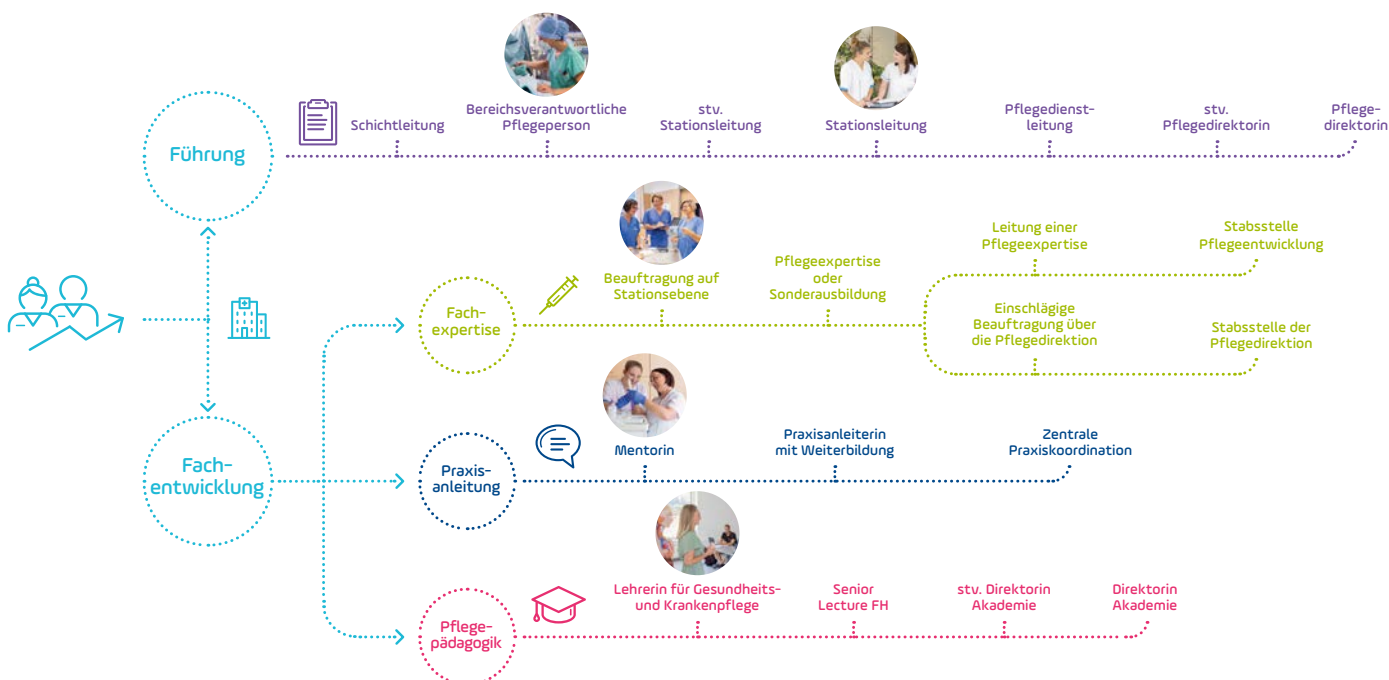 Führung
Schichtleitung
Bereichsverantwortliche
Pflegeperson
stv.
Stationsleitung
Stationsleitung
Pflegedienst-
leitung
stv.
Pflegedirektorin
Pflege-
direktorin
Fach-
entwicklung
Fach-
expertise
Beauftragung auf
Stationsebene
Pflegeexpertise
oder
Sonderausbildung
Leitung einer
Pflegeexpertise
Stabsstelle
Pflegeentwicklung
Einschlägige
Beauftragung über
die Pflegedirektion
Stabsstelle der
Pflegedirektion
Praxis-
anleitung
Mentorin
Praxisanleiterin
mit Weiterbildung
Zentrale
Praxiskoordination
Pflege-
pädagogik
Lehrerin für Gesundheits-
und Krankenpflege
Senior
Lecture FH
stv. Direktorin
Akademie
Direktorin
Akademie